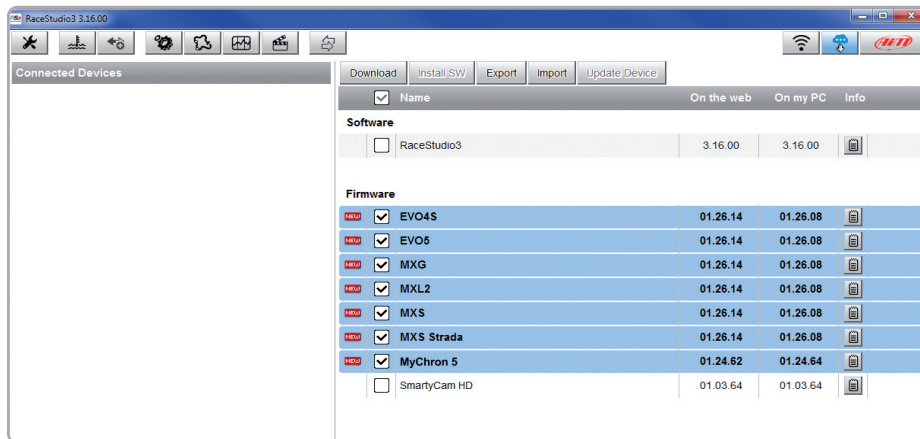 RaceStudio3 3.16.00
AiM
Connected Devices
Download Install SW Export Import Update Device
Name On the web On my PC Info
Software
RaceStudio3 3.16.00 3.16.00
Firmware
NEW EVO4S 01.26.14 01.26.08
NEW EVO5 01.26.14 01.26.08
NEW MXG 01.26.14 01.26.08
NEW MXL2 01.26.14 01.26.08
NEW MXS 01.26.14 01.26.08
NEW MXS Strada 01.26.14 01.26.08
NEW MyChron 5 01.24.62 01.24.64
SmartyCam HD 01.03.64 01.03.64